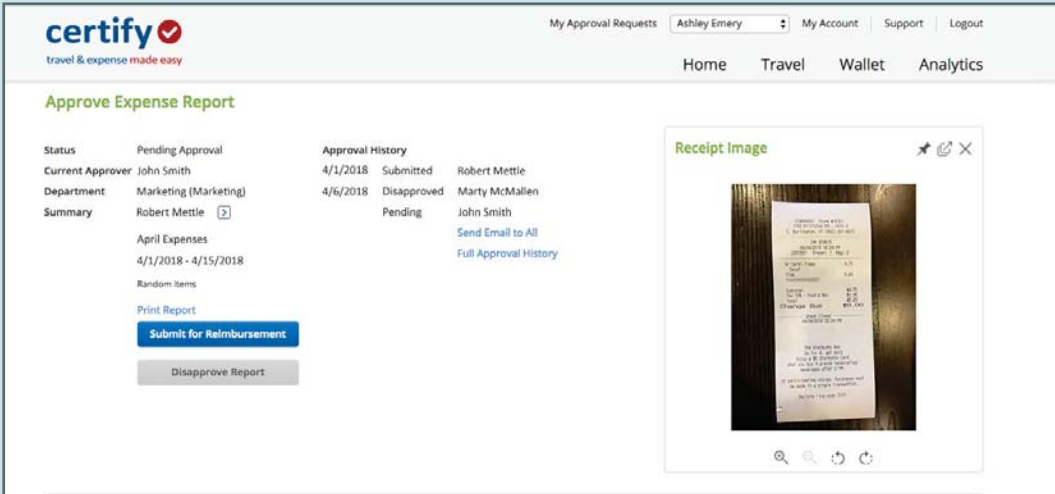 My Approval Requests Ashley Emery My Account Support Logout
certify
travel & expense made easy
Home Travel Wallet Analytics
Approve Expense Report
Status Pending Approval
Current Approver John Smith
Department Marketing (Marketing)
Summary Robert Mettle
April Expenses
4/1/2018 - 4/15/2018
Random items
Print Report
Submit for Reimbursement
Disapprove Report
Approval History
4/1/2018 Submitted Robert Mettle
4/6/2018 Disapproved Marty McMallen
Pending John Smith
Send Email to All
Full Approval History
Receipt Image
Change Due